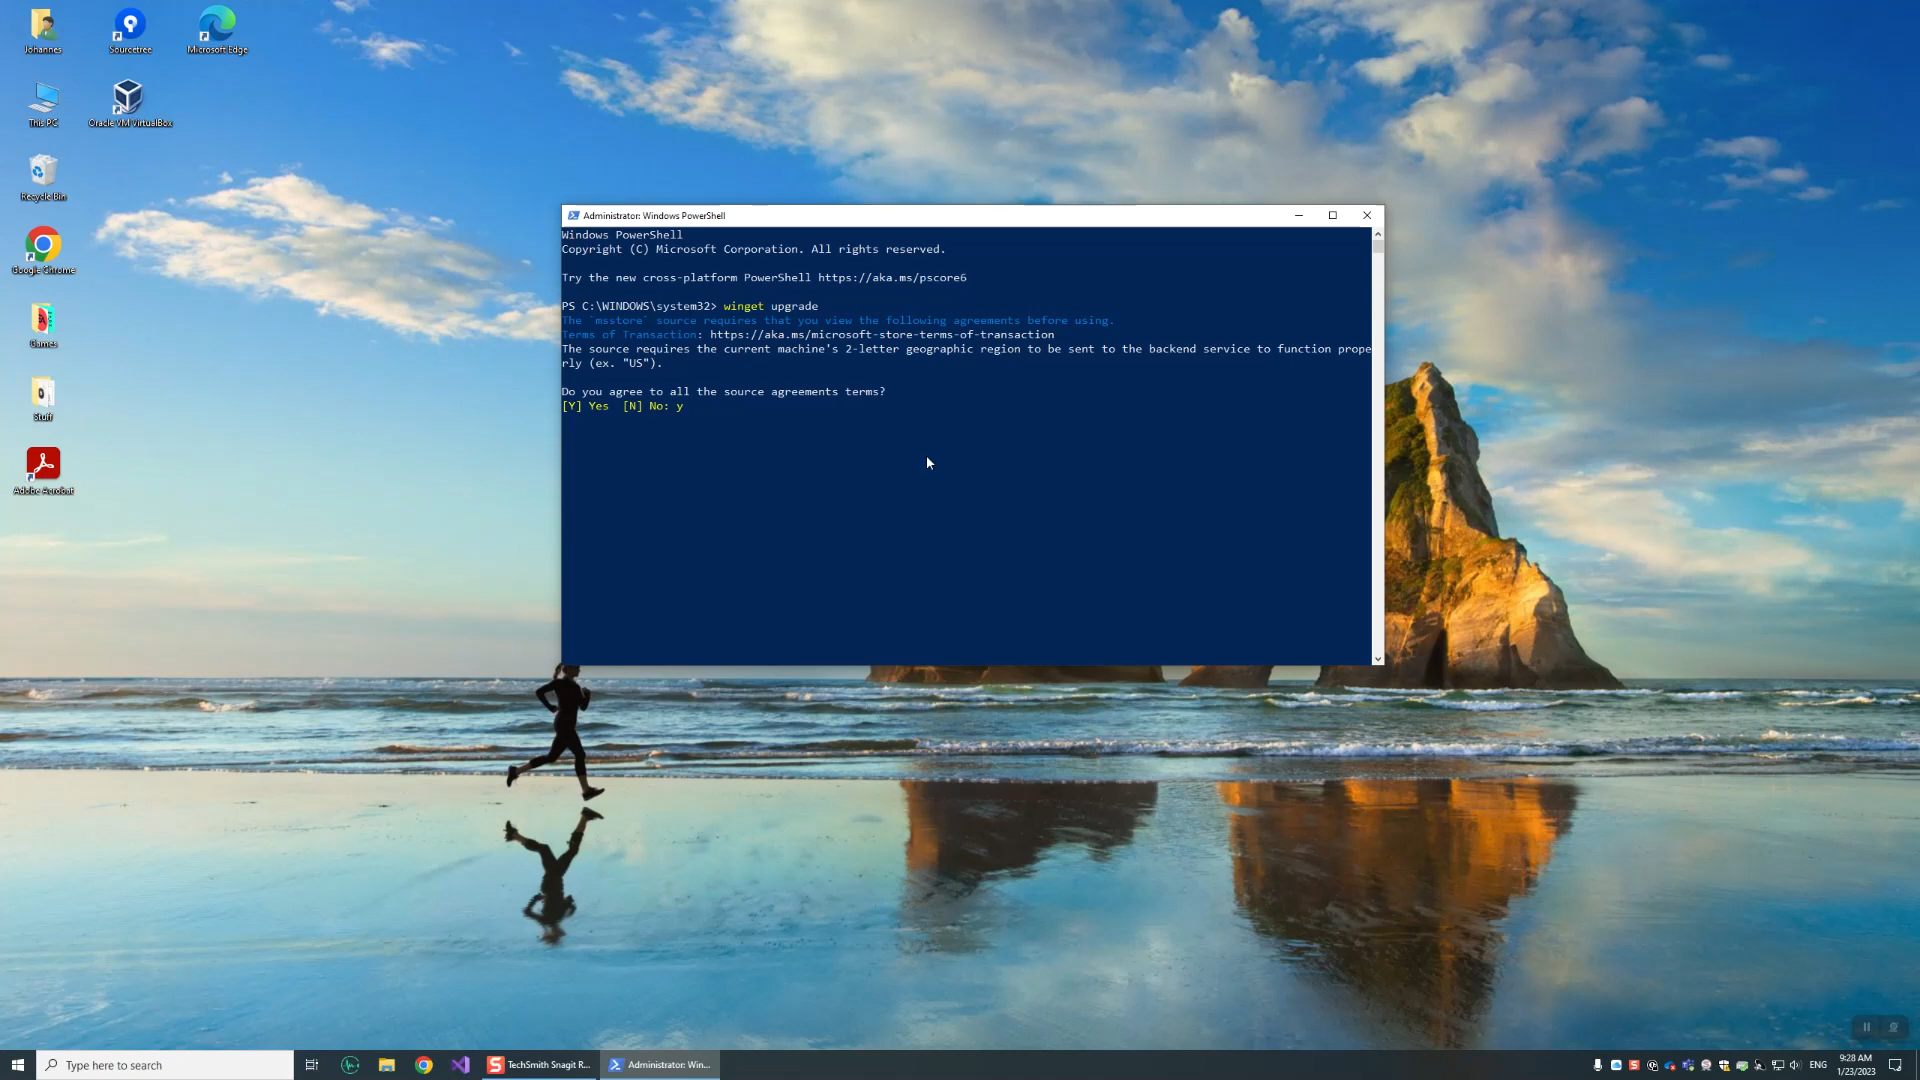 Johannes
Sourcetree
Microsoft Edge
This PC
Oracle VM VirtualBox
Recycle Bin
Google Chrome
Games
Stuff
Adobe Acrobat
Administrator: Windows PowerShell
Windows PowerShell
Copyright (C) Microsoft Corporation. All rights reserved.
Try the new cross-platform PowerShell https://aka.ms/pscore6
PS C:\WINDOWS\system32> winget upgrade
The `msstore` source requires that you view the following agreements before using.
Terms of Transaction: https://aka.ms/microsoft-store-terms-of-transaction
The source requires the current machine's 2-letter geographic region to be sent to the backend service to function prope
rly (ex. "US").
Do you agree to all the source agreements terms?
[Y] Yes  [N] No: y
Type here to search
TechSmith Snagit R...
Administrator: Win...
ENG
9:28 AM
1/23/2023